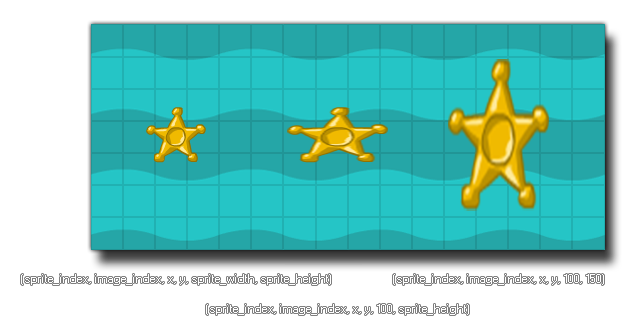 (sprite_index, image_index, x, y, sprite_width, sprite_height)
(sprite_index, image_index, x, y, 100, 150)
(sprite_index, image_index, x, y, 100, sprite_height)